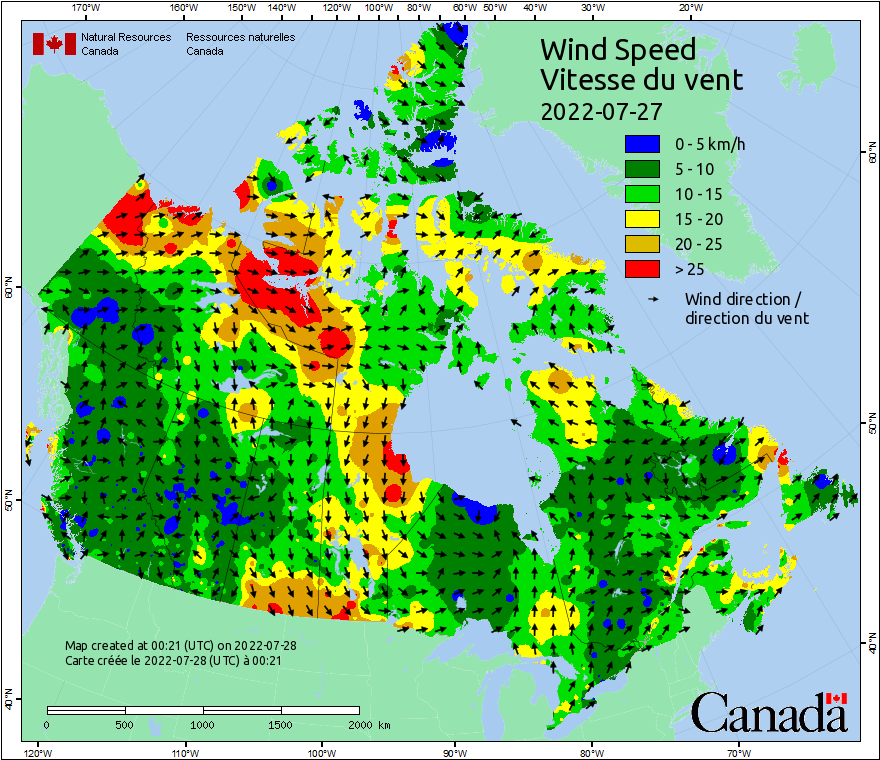 170°W 160°W 150°W 140°W 120°W 100°W 80°W 60°W 50°W 40°W 30°W 20°W
Natural Resources Ressources naturelles
Canada Canada
Wind Speed
Vitesse du vent
2022-07-27
0 - 5 km/h
5 - 10
10 - 15
15 - 20
20 - 25
> 25
Wind direction /
direction du vent
60°N
60°N
50°N
50°N
40°N
40°N
Map created at 00:21 (UTC) on 2022-07-28
Carte créée le 2022-07-28 (UTC) à 00:21
0 500 1000 1500 2000 km
Canada
120°W 110°W 100°W 90°W 80°W 70°W